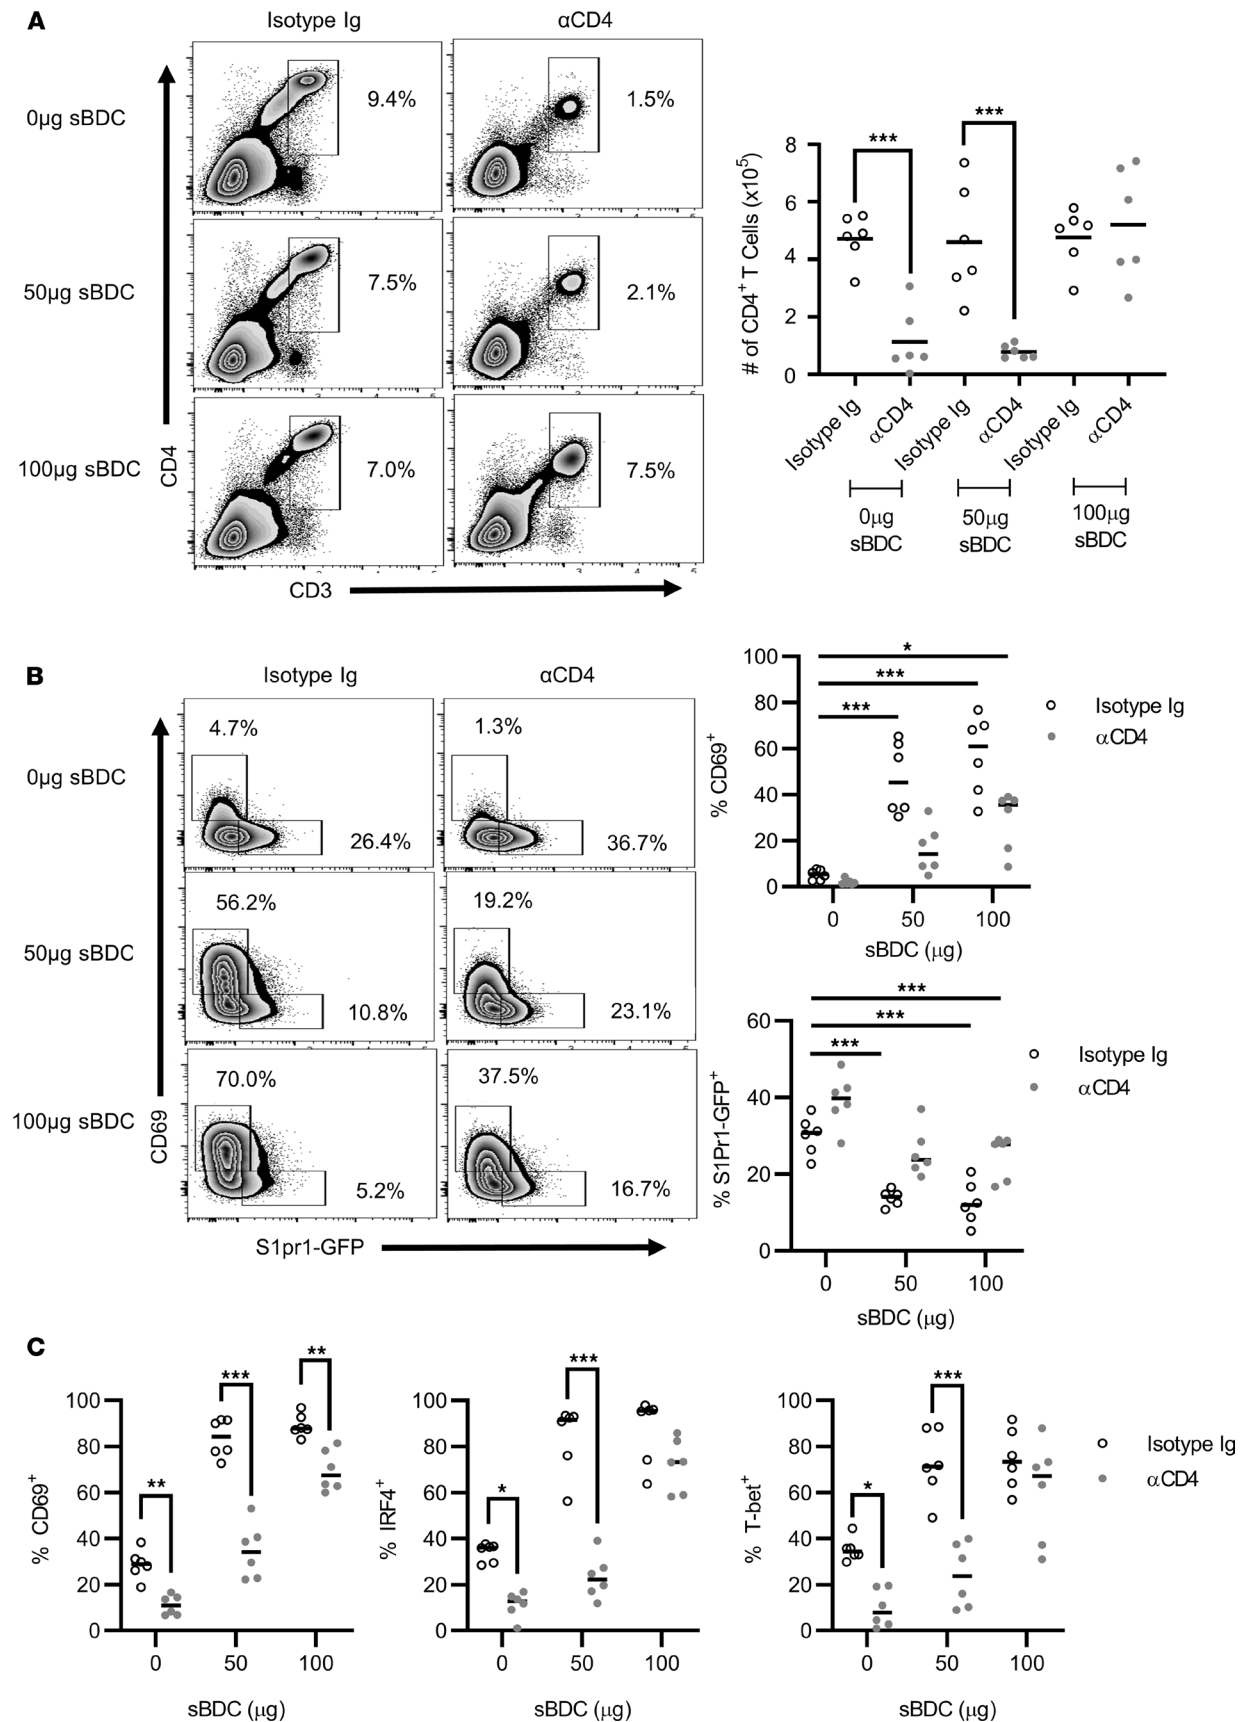 A
Isotype Ig
αCD4
0μg sBDC
9.4%
1.5%
50μg sBDC
7.5%
2.1%
100μg sBDC
7.0%
7.5%
CD4
CD3
# of CD4+ T Cells (x10⁵)
8
6
4
2
0
***
***
Isotype Ig
αCD4
Isotype Ig
αCD4
Isotype Ig
αCD4
0μg
sBDC
50μg
sBDC
100μg
sBDC
B
Isotype Ig
αCD4
0μg sBDC
4.7%
26.4%
1.3%
36.7%
50μg sBDC
56.2%
10.8%
19.2%
23.1%
100μg sBDC
70.0%
5.2%
37.5%
16.7%
CD69
S1pr1-GFP
% CD69+
100
80
60
40
20
0
*
***
***
0
50
100
sBDC (μg)
Isotype Ig
αCD4
% S1Pr1-GFP+
60
40
20
0
***
***
***
0
50
100
sBDC (μg)
Isotype Ig
αCD4
C
% CD69+
100
80
60
40
20
0
**
***
**
0
50
100
sBDC (μg)
% IRF4+
100
80
60
40
20
0
*
***
0
50
100
sBDC (μg)
% T-bet+
100
80
60
40
20
0
*
***
0
50
100
sBDC (μg)
Isotype Ig
αCD4